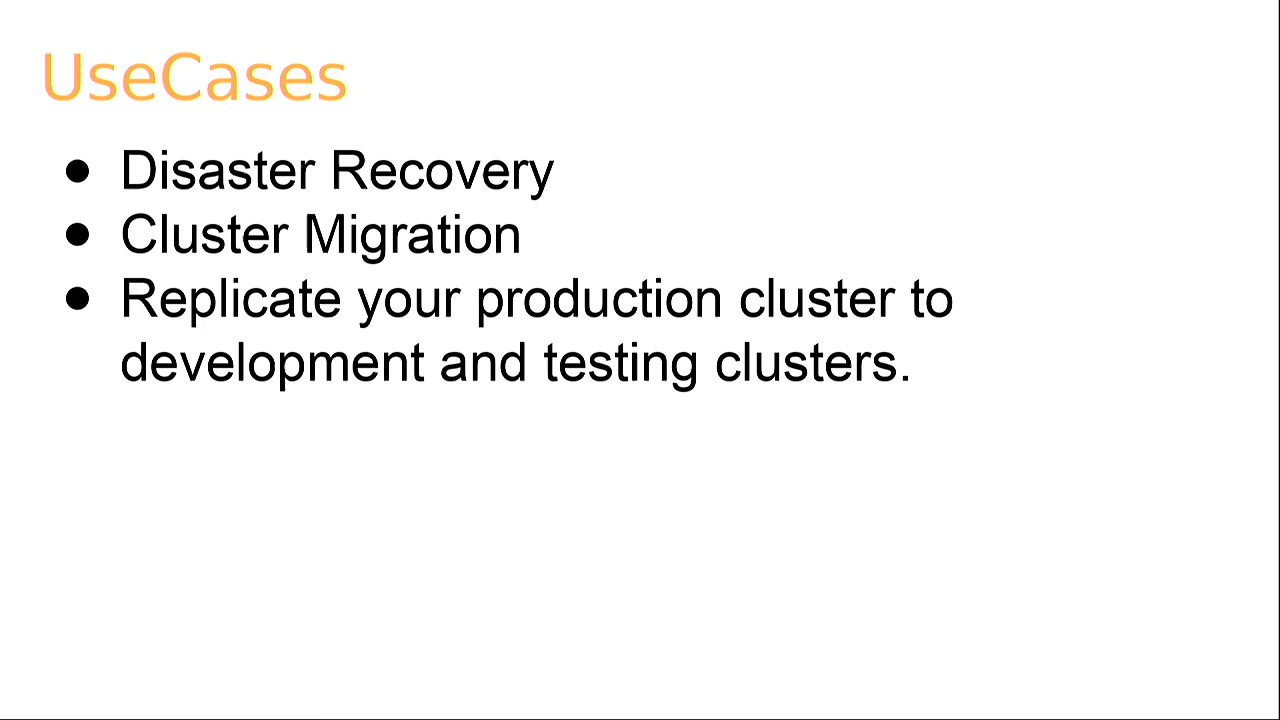 UseCases
● Disaster Recovery
● Cluster Migration
● Replicate your production cluster to
development and testing clusters.